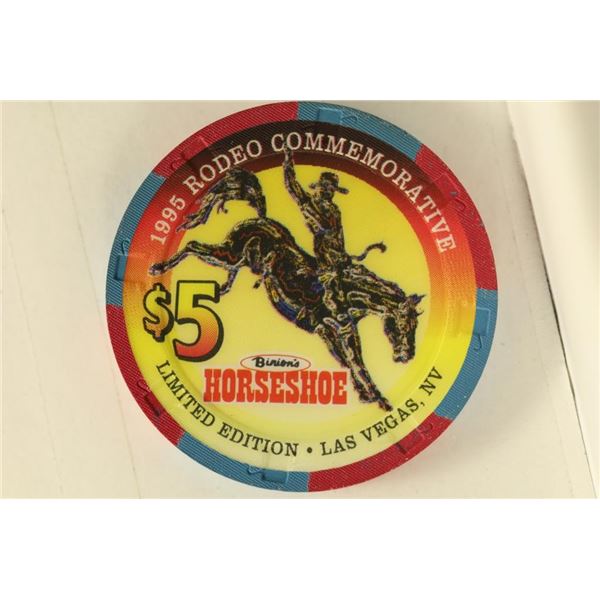 1995 RODEO COMMEMORATIVE
$5
Binion's
HORSESHOE
LIMITED EDITION • LAS VEGAS, NV